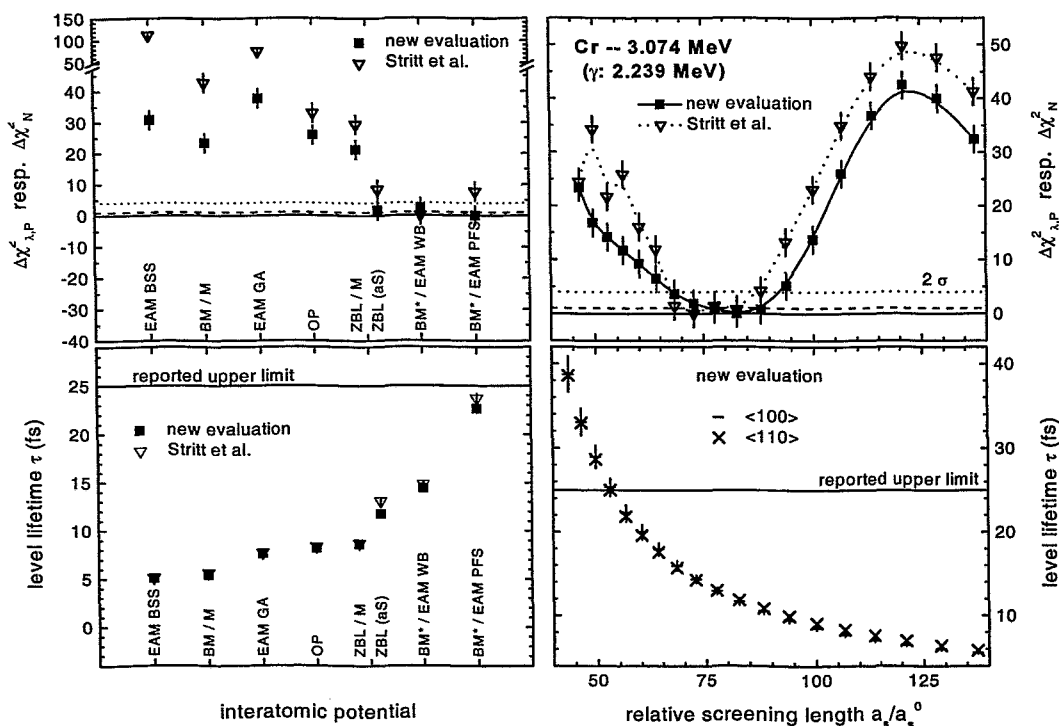 150
100
50
40
30
20
10
0
-10
-20
-30
-40
Δχ²λ,P resp. Δχ²N
new evaluation
Stritt et al.
EAM BSS
BM / M
EAM GA
OP
ZBL / M
ZBL (aS)
BM* / EAM WB
BM* / EAM PFS
Cr -- 3.074 MeV
(γ: 2.239 MeV)
new evaluation
Stritt et al.
2 σ
50
40
30
20
10
0
Δχ²λ,P resp. Δχ²N
25
20
15
10
5
0
level lifetime τ (fs)
reported upper limit
new evaluation
Stritt et al.
EAM BSS
BM / M
EAM GA
OP
ZBL / M
ZBL (aS)
BM* / EAM WB
BM* / EAM PFS
interatomic potential
new evaluation
<100>
<110>
reported upper limit
40
30
20
10
level lifetime τ (fs)
50 75 100 125
relative screening length aₛ/aₛ⁰